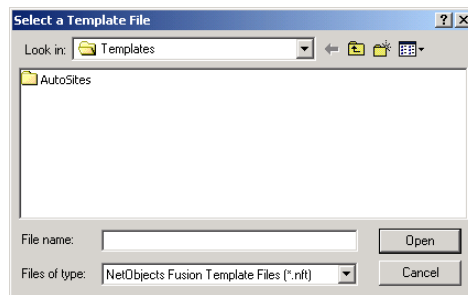 Select a Template File
Look in: Templates
AutoSites
File name: Open
Files of type: NetObjects Fusion Template Files (*.nft) Cancel